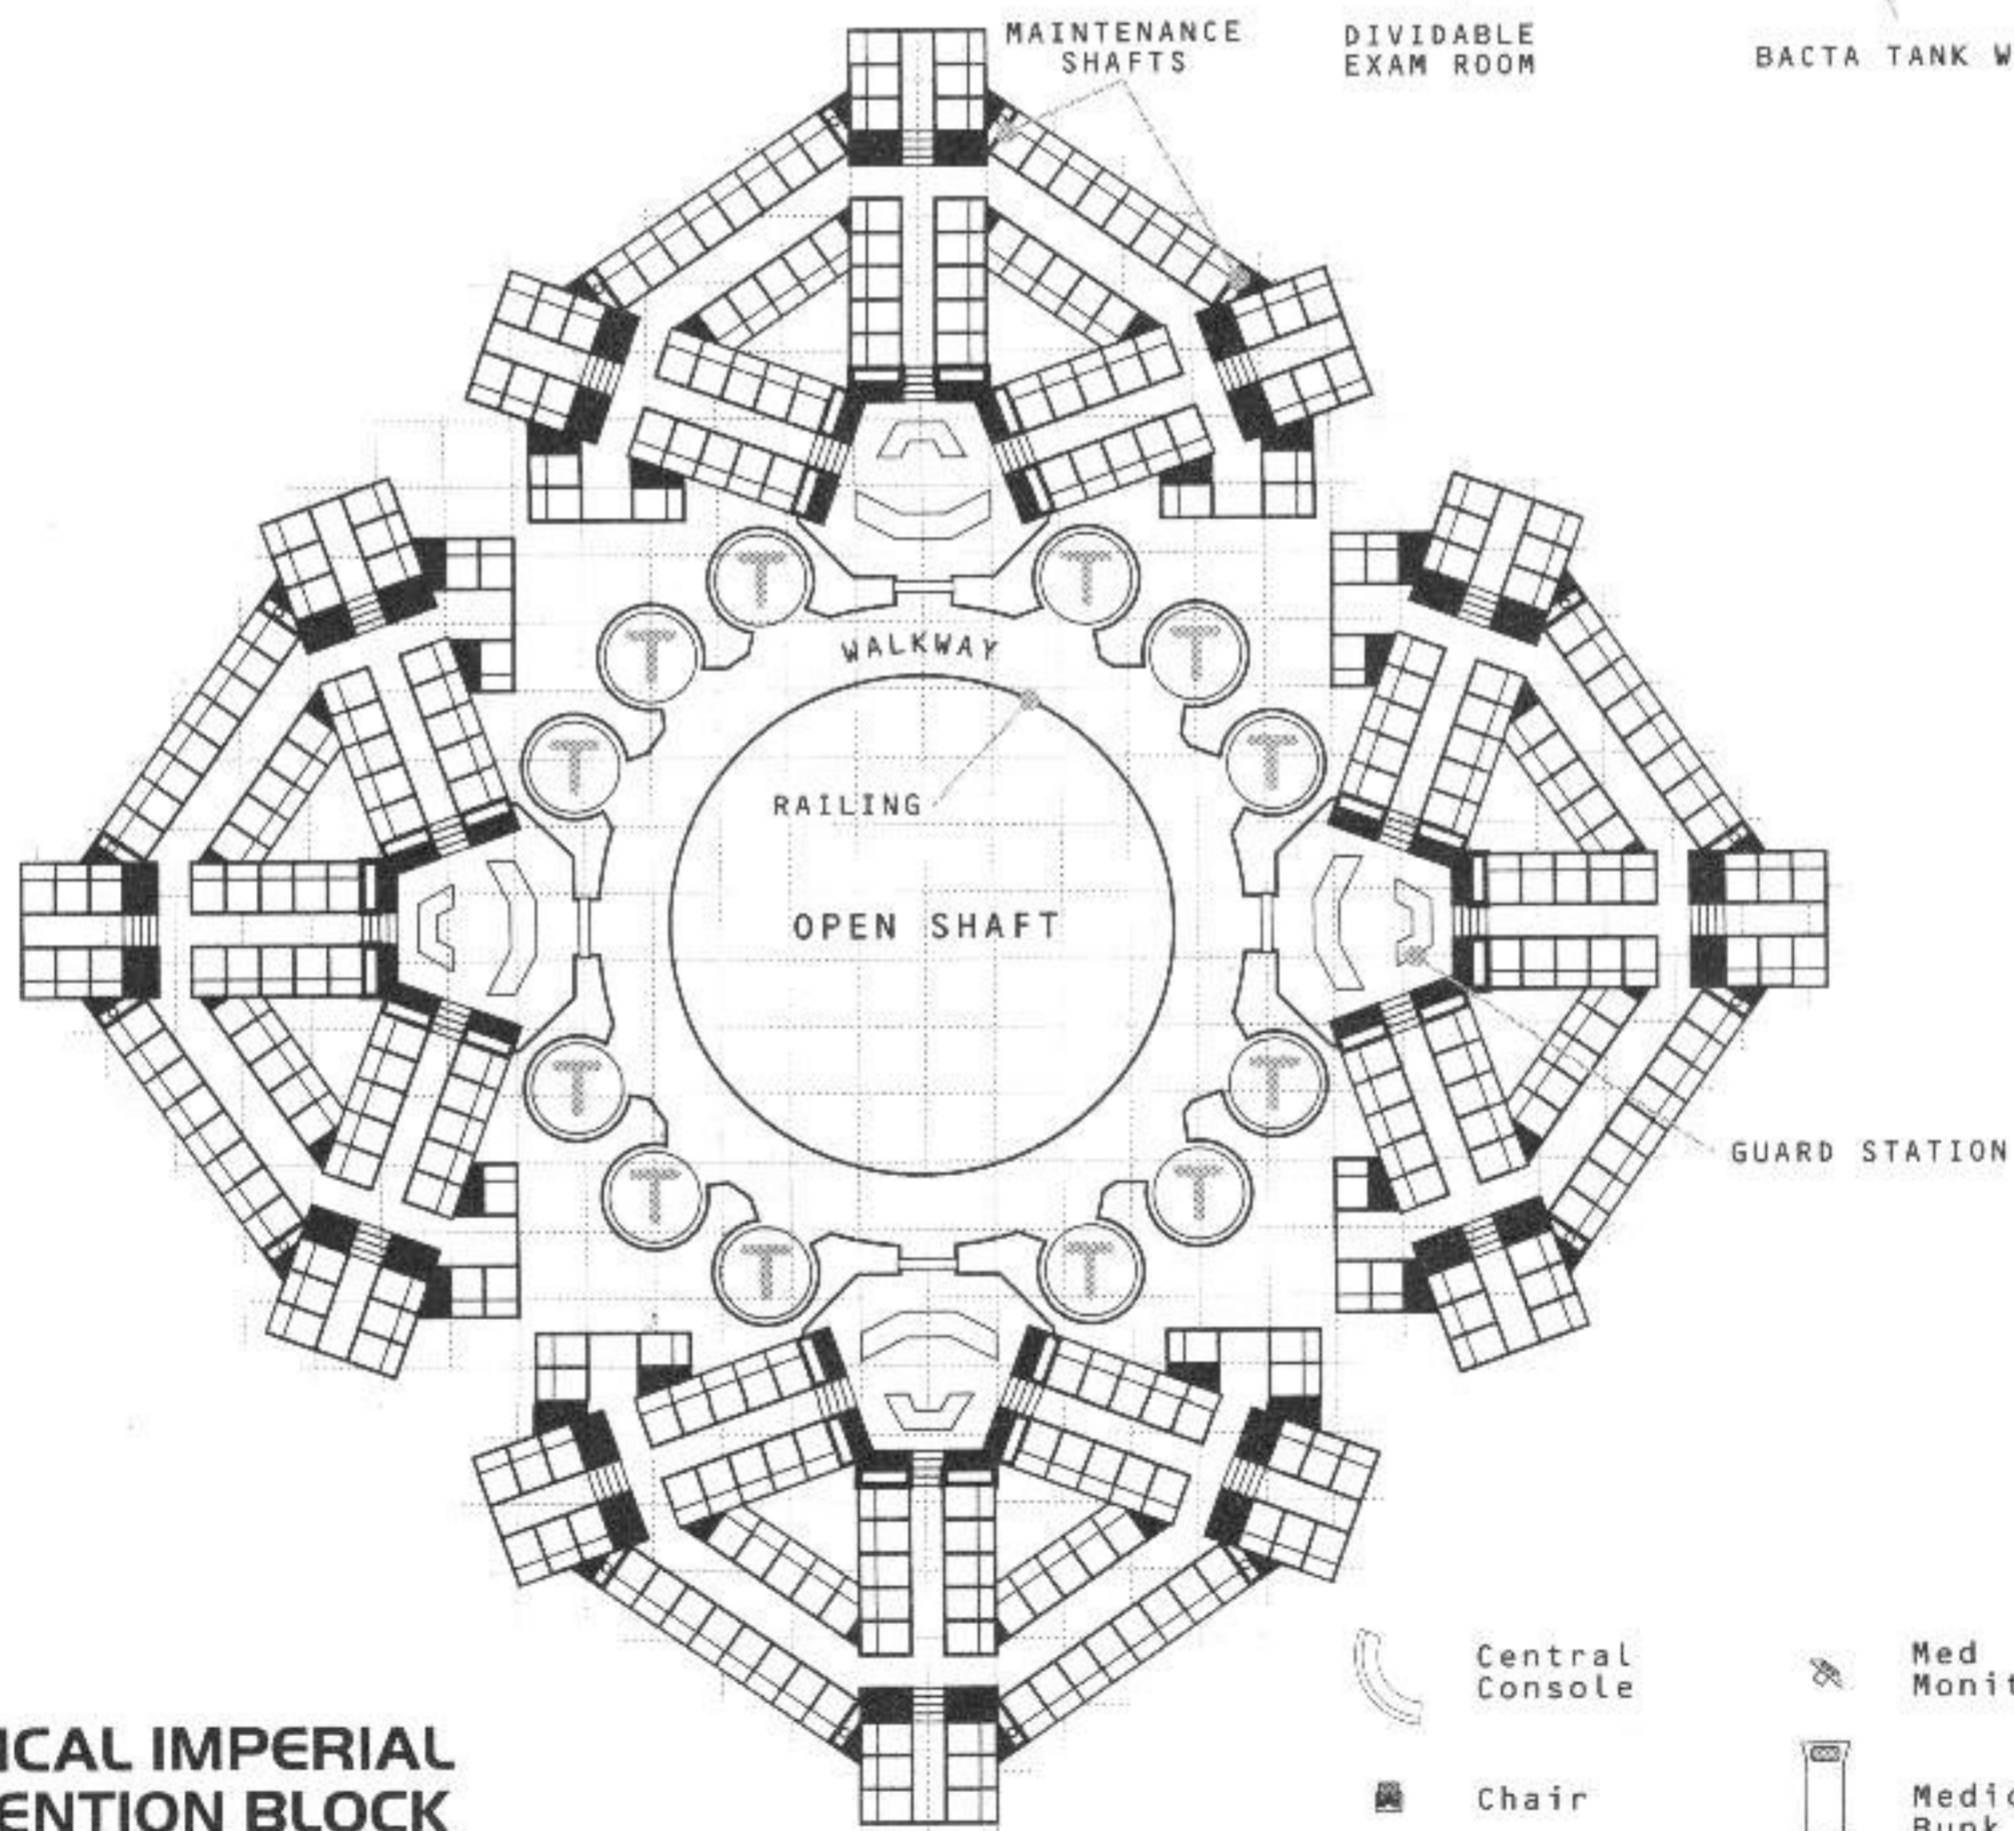 MAINTENANCE
SHAFTS
DIVIDABLE
EXAM ROOM
BACTA TANK W
T
T
T
T
T
T
WALKWAY
RAILING
OPEN SHAFT
T
T
T
T
T
T
GUARD STATION
Central
Console
Med
Monit
Chair
Medic
Bunk
ICAL IMPERIAL
ENTION BLOCK